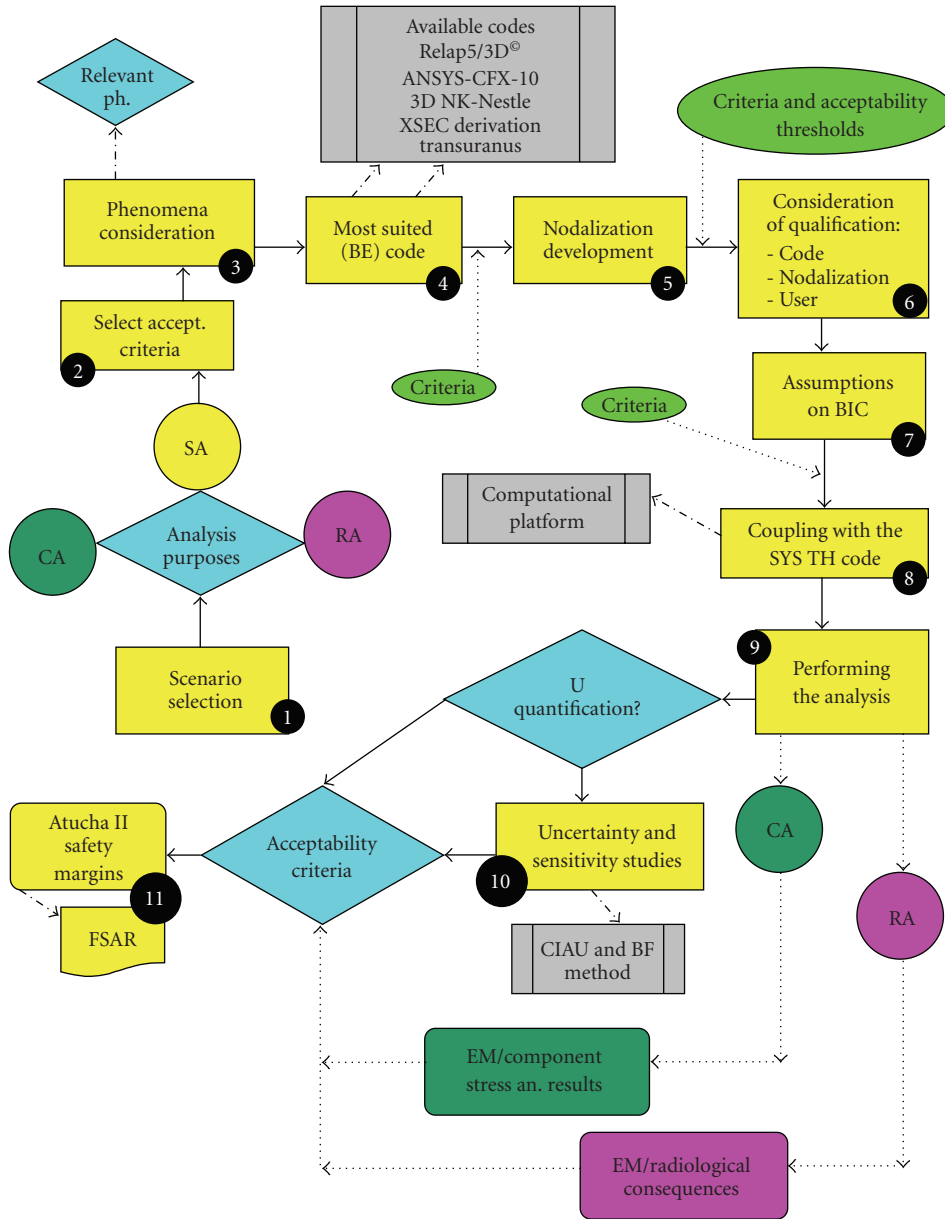 Available codes
Relap5/3D©
ANSYS-CFX-10
3D NK-Nestle
XSEC derivation
transuranus
Relevant
ph.
Criteria and acceptability
thresholds
Phenomena
consideration
3
Most suited
(BE) code
4
Nodalization
development
5
Consideration
of qualification:
- Code
- Nodalization
- User
6
Select accept.
criteria
2
Criteria
Criteria
Assumptions
on BIC
7
SA
CA
Analysis
purposes
RA
Computational
platform
Coupling with the
SYS TH code
8
Scenario
selection
1
U
quantification?
9
Performing
the analysis
Atucha II
safety
margins
11
FSAR
Acceptability
criteria
Uncertainty and
sensitivity studies
10
CA
RA
CIAU and BF
method
EM/component
stress an. results
EM/radiological
consequences